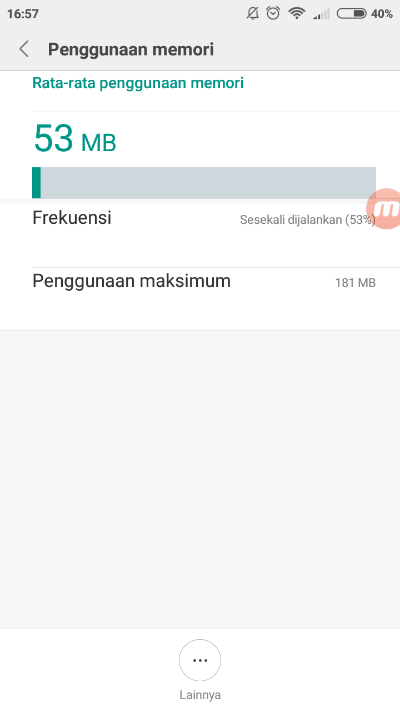 16:57
40%
Penggunaan memori
Rata-rata penggunaan memori
53 MB
Frekuensi
Sesekali dijalankan (53%)
Penggunaan maksimum
181 MB
Lainnya